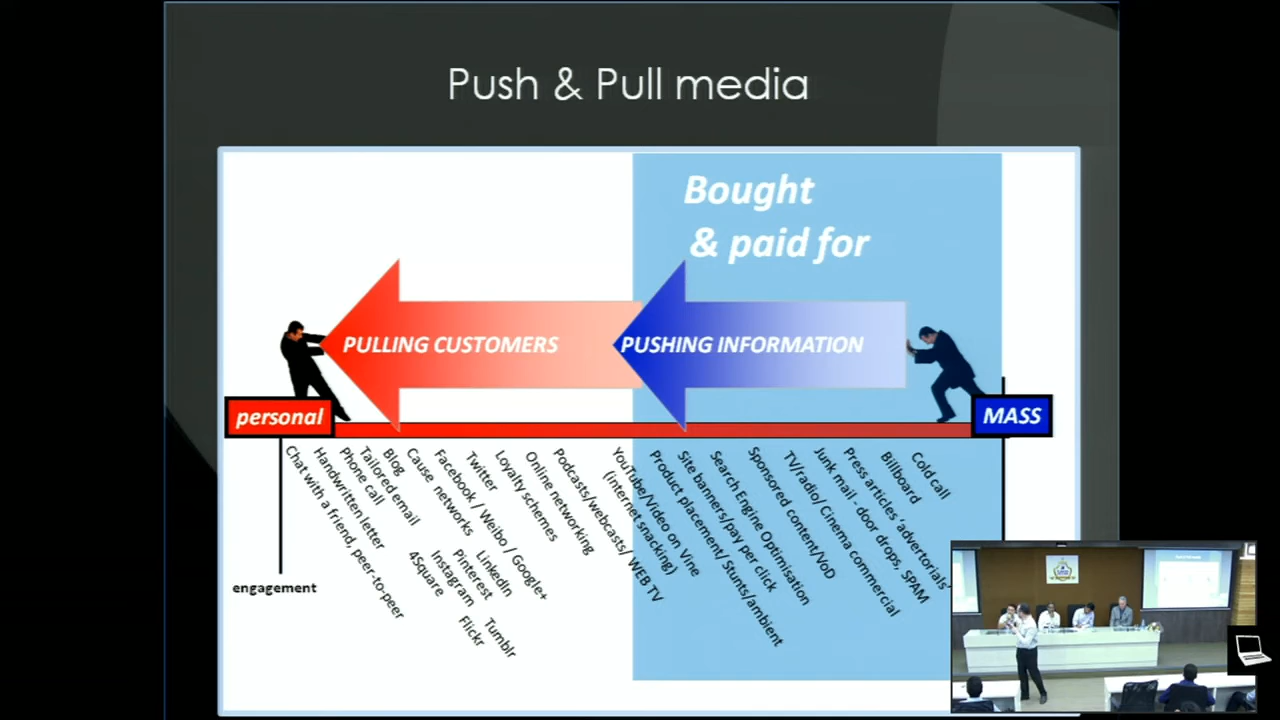 Push & Pull media
Bought
& paid for
PULLING CUSTOMERS
PUSHING INFORMATION
personal
MASS
Chat with a friend, peer-to-peer
Handwritten letter
Phone call
Tailored email
Blog
Cause networks
Facebook / Weibo / Google+
Twitter
Loyalty schemes
Online networking
Podcasts/webcasts/ WEB TV
YouTube/Video on Vine
(internet snacking)
Product placement/ Stunts/ambient
Site banners/pay per click
Search Engine Optimisation
Sponsored content/VoD
TV/radio/ Cinema commercial
Junk mail - door drops, SPAM
Press articles 'advertorials'
Billboard
Cold call
4Square
Instagram
Pinterest
LinkedIn
Flickr
Tumblr
engagement